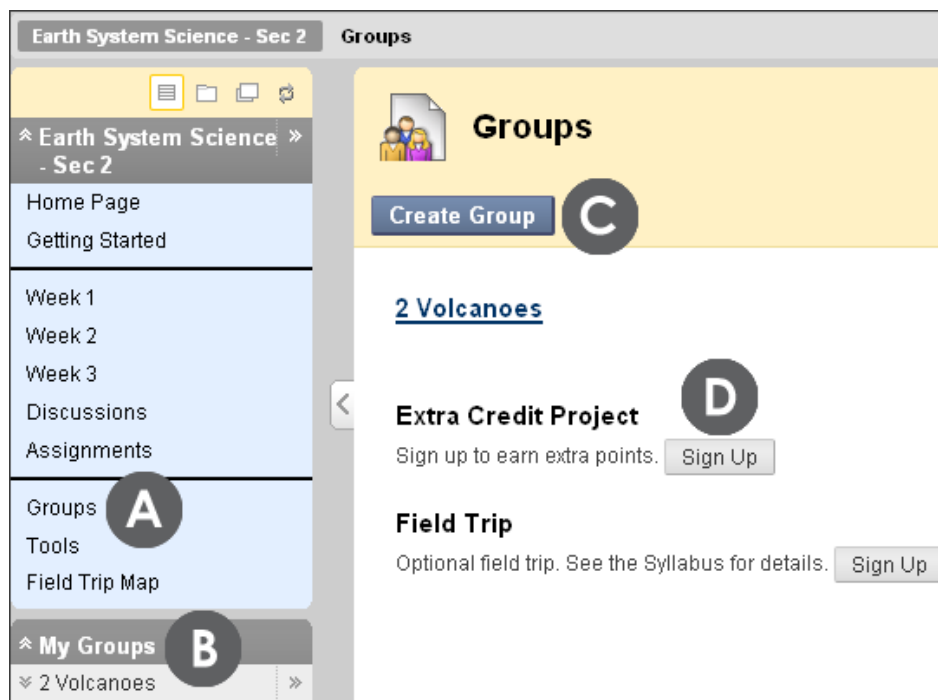 Earth System Science - Sec 2 Groups
Earth System Science
- Sec 2
Home Page
Getting Started
Week 1
Week 2
Week 3
Discussions
Assignments
Groups A
Tools
Field Trip Map
My Groups B
2 Volcanoes
Groups
Create Group C
2 Volcanoes
D
Extra Credit Project
Sign up to earn extra points. Sign Up
Field Trip
Optional field trip. See the Syllabus for details. Sign Up